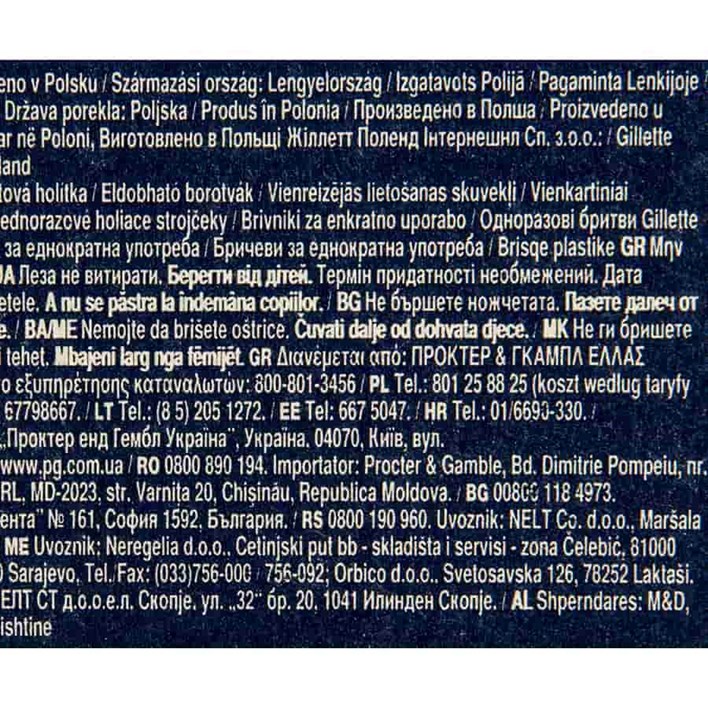 eno v Polsku / Származási ország: Lengyelország / Izgatavots Polijā / Pagaminta Lenkijoje /
Država porekla: Poljska / Produs în Polonia / Произведено в Полша / Proizvedeno u
ar në Poloni, Виготовлено в Польщі Жіллетт Поленд Інтернешнл Сп. з.о.о.: / Gillette
land
tová holítka / Eldobható borotvák / Vienreizējās lietošanas skuvekļi / Vienkartiniai
ednorazové holiace strojčeky / Brivniki za enkratno uporabo / Одноразові бритви Gillette
за еднократна употреба / Бричеви за еднократна употреба / Brisqe plastike GR Μην
UA Леза не витирати. Берегти від дітей. Термін придатності необмежений. Дата
ețele. A nu se păstra la îndemâna copiilor. / BG Не бършете ножчетата. Пазете далеч от
e. / BA/ME Nemojte da brišete oštrice. Čuvati dalje od dohvata djece. / MK Не ги бришете
i tehet. Mbajeni larg nga fëmijët. GR Διανέμεται από: ΠΡΟΚΤΕΡ & ΓΚΑΜΠΛ ΕΛΛΑΣ
ο εξυπηρέτησης καταναλωτών: 800-801-3456 / PL Tel.: 801 25 88 25 (koszt według taryfy
67798667. / LT Tel.: (8 5) 205 1272. / EE Tel: 667 5047. / HR Tel.: 01/6690-330. /
„Проктер енд Гембл Україна”, Україна. 04070, Київ, вул.
www.pg.com.ua / RO 0800 890 194. Importator: Procter & Gamble, Bd. Dimitrie Pompeiu, nr.
RL, MD-2023, str. Varnița 20, Chișinău, Republica Moldova. / BG 00800 118 4973.
ента” № 161, София 1592, България. / RS 0800 190 960. Uvoznik: NELT Co. d.o.o., Maršala
ME Uvoznik: Neregelia d.o.o., Cetinjski put bb - skladišta i servisi - zona Čelebić, 81000
0 Sarajevo, Tel./Fax: (033)756-000 / 756-092; Orbico d.o.o., Svetosavska 126, 78252 Laktaši.
ЕЛТ СТ д.о.о.ел. Скопје, ул. „32” бр. 20, 1041 Илинден Скопје. / AL Shperndares: M&D,
ishtine